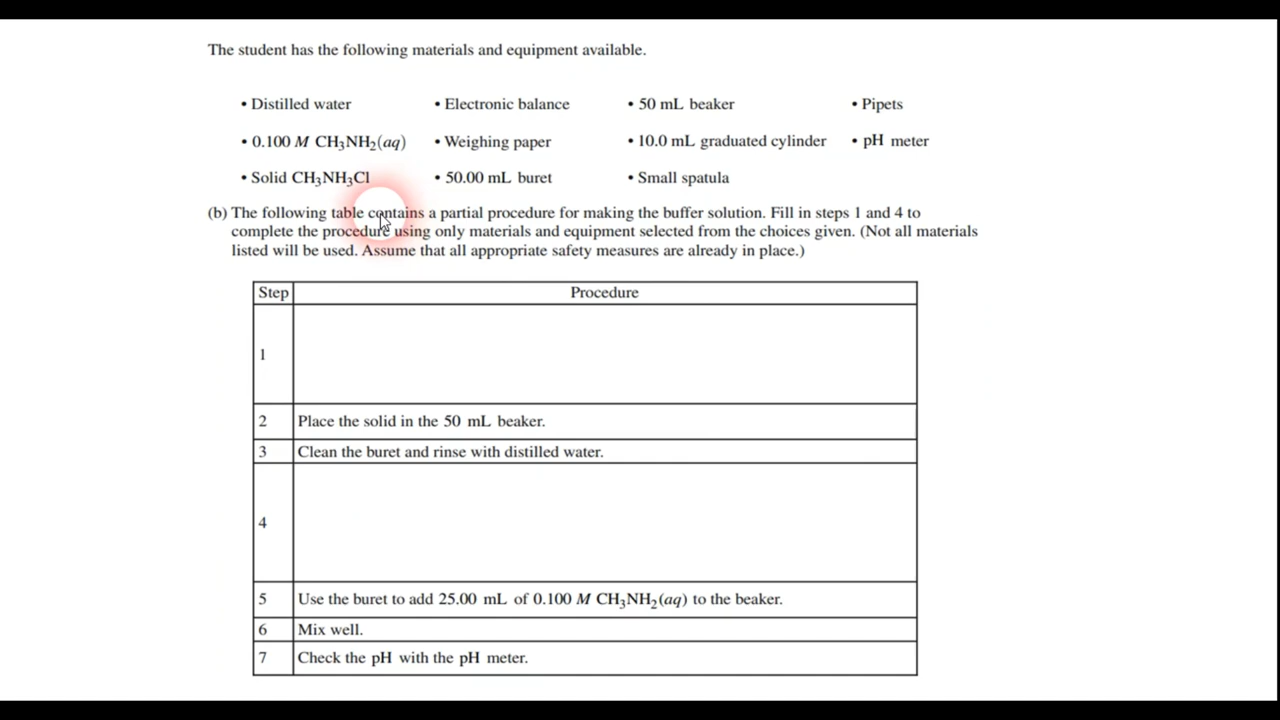 The student has the following materials and equipment available.
• Distilled water • Electronic balance • 50 mL beaker • Pipets
• 0.100 M CH₃NH₂(aq) • Weighing paper • 10.0 mL graduated cylinder • pH meter
• Solid CH₃NH₃Cl • 50.00 mL buret • Small spatula
(b) The following table contains a partial procedure for making the buffer solution. Fill in steps 1 and 4 to
complete the procedure using only materials and equipment selected from the choices given. (Not all materials
listed will be used. Assume that all appropriate safety measures are already in place.)
Step Procedure
1
2 Place the solid in the 50 mL beaker.
3 Clean the buret and rinse with distilled water.
4
5 Use the buret to add 25.00 mL of 0.100 M CH₃NH₂(aq) to the beaker.
6 Mix well.
7 Check the pH with the pH meter.